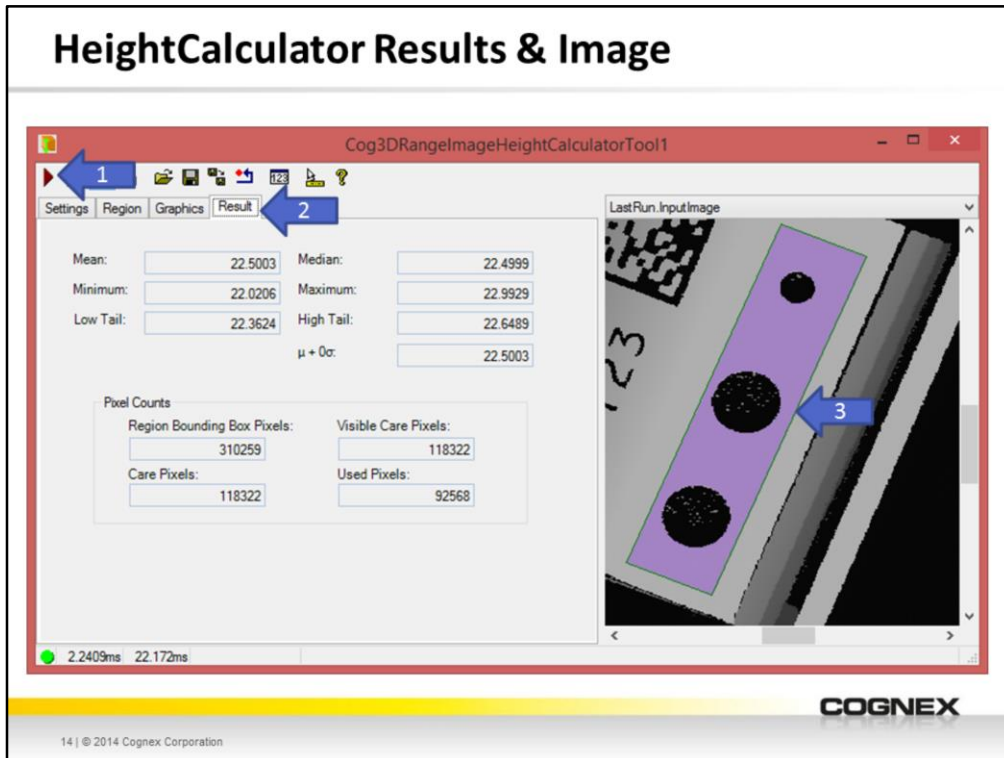 HeightCalculator Results & Image
Cog3DRangeImageHeightCalculatorTool1
1
123
Settings Region Graphics Result
2
LastRun.InputImage
Mean: 22.5003 Median: 22.4999
Minimum: 22.0206 Maximum: 22.9929
Low Tail: 22.3624 High Tail: 22.6489
μ + 0σ: 22.5003
Pixel Counts
Region Bounding Box Pixels: Visible Care Pixels:
310259 118322
Care Pixels: Used Pixels:
118322 92568
123
3
2.2409ms 22.172ms
COGNEX
14 | © 2014 Cognex Corporation